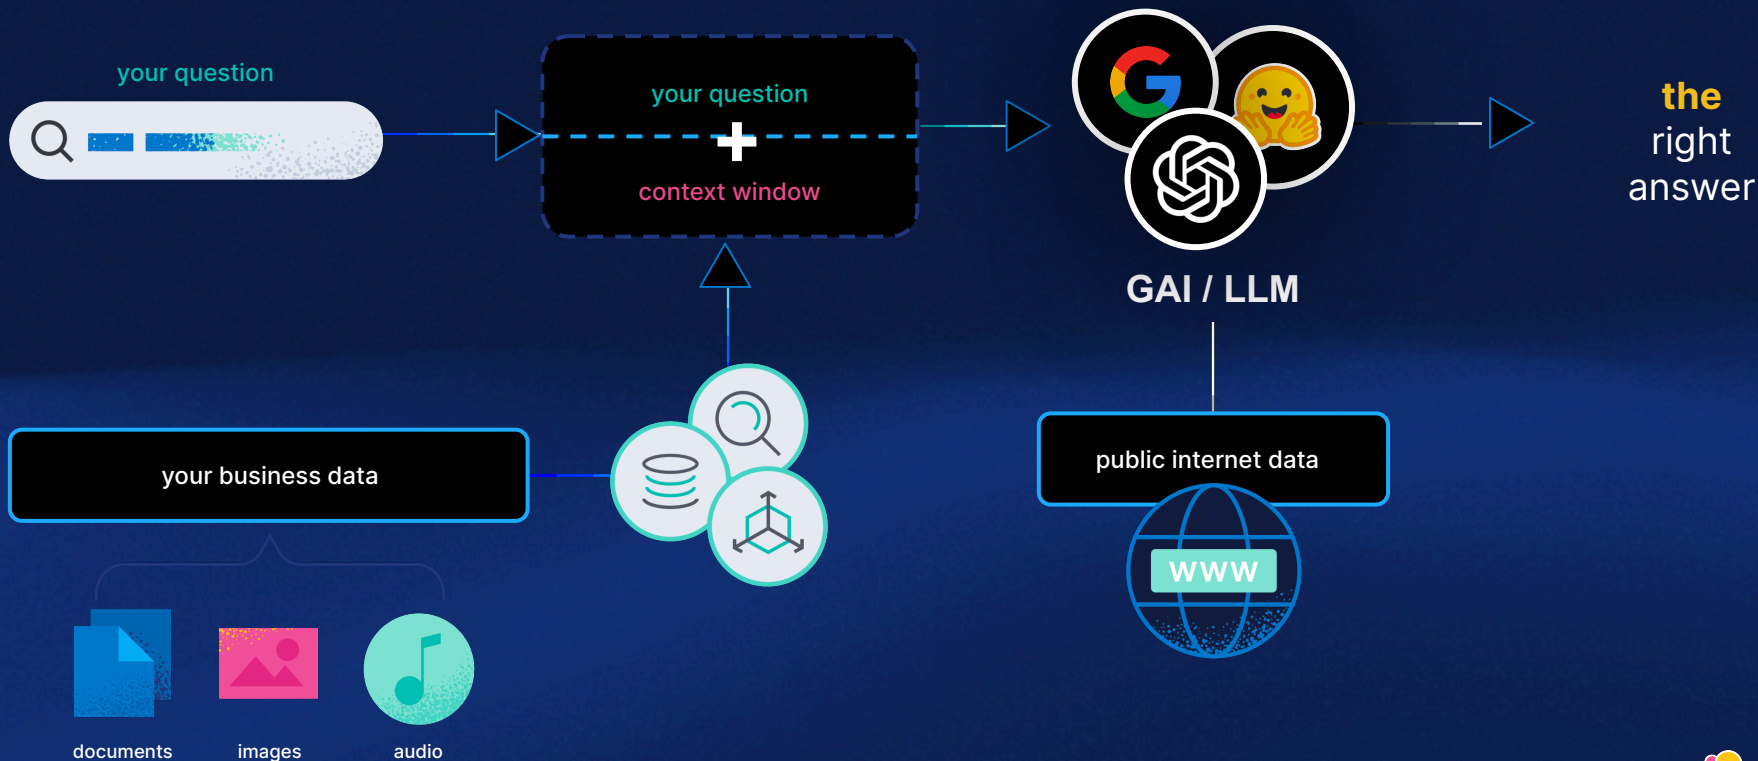 your question
your question
context window
the
right
answer
GAI / LLM
your business data
public internet data
WWW
documents
images
audio